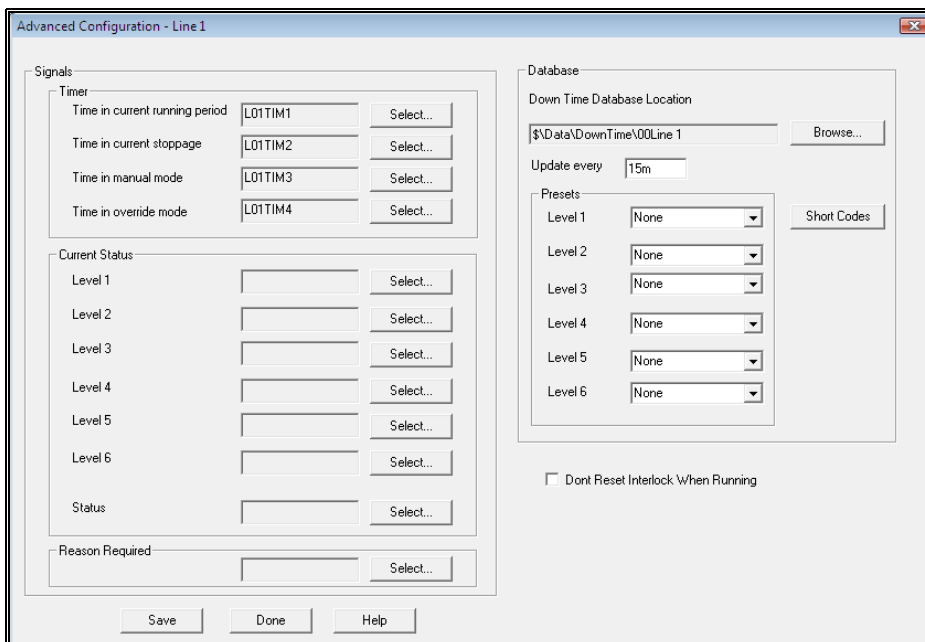 Advanced Configuration - Line 1
Signals
Timer
Time in current running period L01TIM1 Select...
Time in current stoppage L01TIM2 Select...
Time in manual mode L01TIM3 Select...
Time in override mode L01TIM4 Select...
Current Status
Level 1 Select...
Level 2 Select...
Level 3 Select...
Level 4 Select...
Level 5 Select...
Level 6 Select...
Status Select...
Reason Required
Select...
Save Done Help
Database
Down Time Database Location
$\Data\DownTime\00Line 1 Browse...
Update every 15m
Presets
Level 1 None Short Codes
Level 2 None
Level 3 None
Level 4 None
Level 5 None
Level 6 None
Dont Reset Interlock When Running